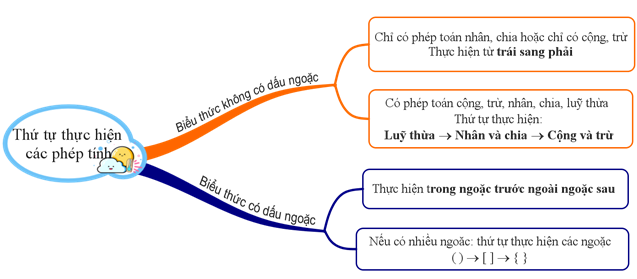 Thứ tự thực hiện
các phép tính
Biểu thức không có dấu ngoặc
Chỉ có phép toán nhân, chia hoặc chỉ có cộng, trừ
Thực hiện từ trái sang phải
Có phép toán cộng, trừ, nhân, chia, luỹ thừa
Thứ tự thực hiện:
Luỹ thừa → Nhân và chia → Cộng và trừ
Biểu thức có dấu ngoặc
Thực hiện trong ngoặc trước ngoài ngoặc sau
Nếu có nhiều ngoăc: thứ tự thực hiện các ngoặc
( ) → [ ] → { }